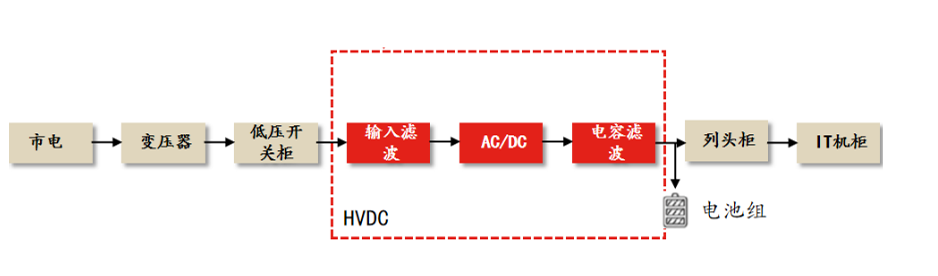 市电
变压器
低压开
关柜
输入滤
波
AC/DC
电容滤
波
列头柜
IT机柜
HVDC
电池组